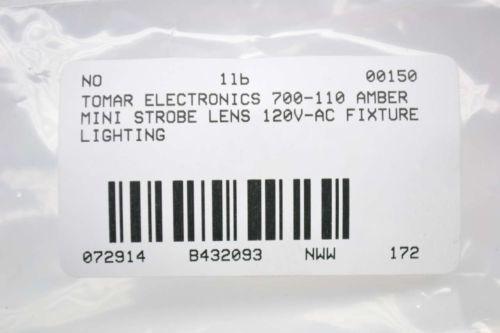 NO 1lb 00150
TOMAR ELECTRONICS 700-110 AMBER
MINI STROBE LENS 120V-AC FIXTURE
LIGHTING
072914 B432093 NWW 172